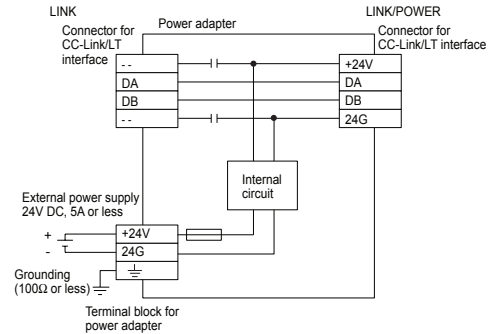 LINK
LINK/POWER
Power adapter
Connector for
CC-Link/LT
interface
Connector for
CC-Link/LT interface
- -
+24V
DA
DA
DB
DB
- -
24G
Internal
circuit
External power supply
24V DC, 5A or less
+
+24V
-
24G
Grounding
(100Ω or less)
Terminal block for
power adapter